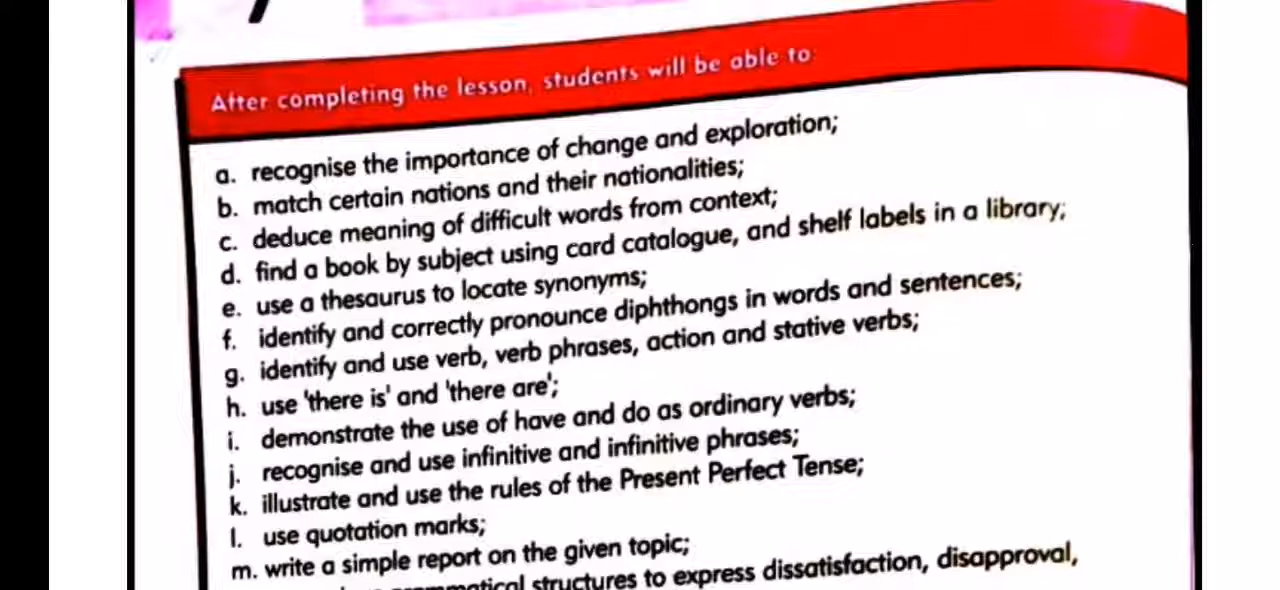 After completing the lesson, students will be able to:
a. recognise the importance of change and exploration;
b. match certain nations and their nationalities;
c. deduce meaning of difficult words from context;
d. find a book by subject using card catalogue, and shelf labels in a library;
e. use a thesaurus to locate synonyms;
f. identify and correctly pronounce diphthongs in words and sentences;
g. identify and use verb, verb phrases, action and stative verbs;
h. use 'there is' and 'there are';
i. demonstrate the use of have and do as ordinary verbs;
j. recognise and use infinitive and infinitive phrases;
k. illustrate and use the rules of the Present Perfect Tense;
l. use quotation marks;
m. write a simple report on the given topic;
structures to express dissatisfaction, disapproval,